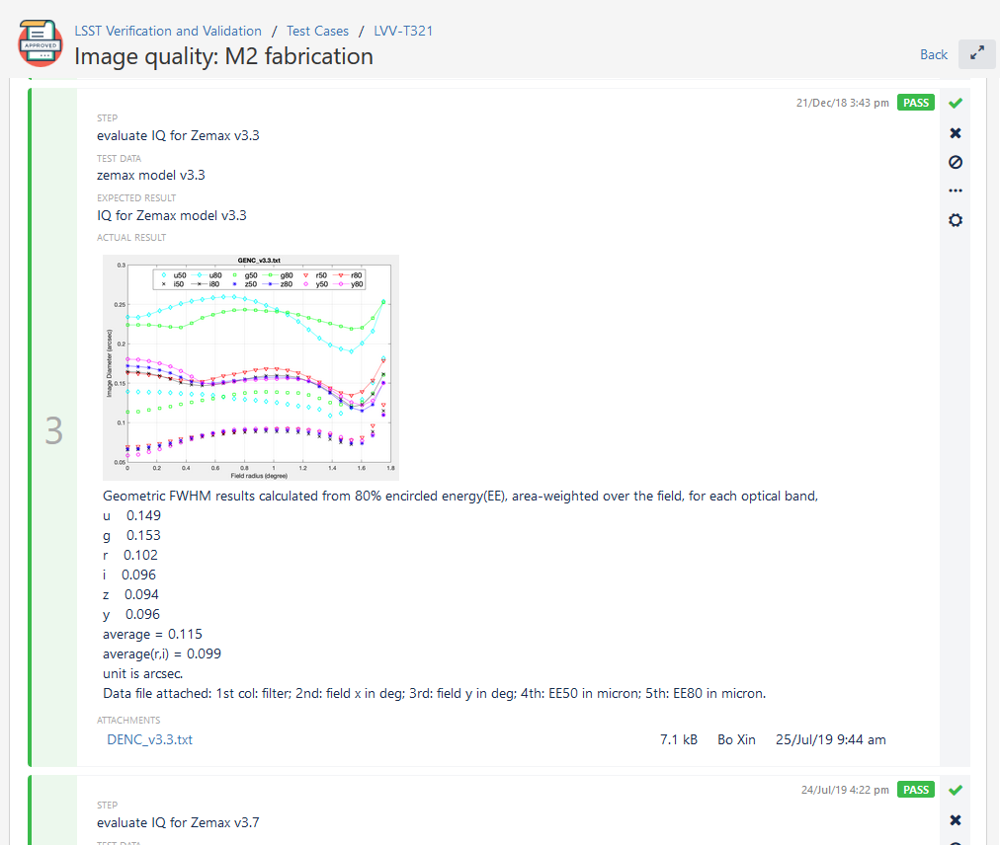 APPROVED
LSST Verification and Validation / Test Cases / LVV-T321
Image quality: M2 fabrication
Back
21/Dec/18 3:43 pm PASS
STEP
evaluate IQ for Zemax v3.3
TEST DATA
zemax model v3.3
EXPECTED RESULT
IQ for Zemax model v3.3
ACTUAL RESULT
GENC_v3.3.txt
u50 u80 g50 g80 r50 r80
i50 i80 z50 z80 y50 y80
0.3
0.25
0.2
0.15
0.1
0.05
Image Diameter (arcsec)
0 0.2 0.4 0.6 0.8 1 1.2 1.4 1.6 1.8
Field radius (degree)
3
Geometric FWHM results calculated from 80% encircled energy(EE), area-weighted over the field, for each optical band,
u 0.149
g 0.153
r 0.102
i 0.096
z 0.094
y 0.096
average = 0.115
average(r,i) = 0.099
unit is arcsec.
Data file attached: 1st col: filter; 2nd: field x in deg; 3rd: field y in deg; 4th: EE50 in micron; 5th: EE80 in micron.
ATTACHMENTS
DENC_v3.3.txt 7.1 kB Bo Xin 25/Jul/19 9:44 am
24/Jul/19 4:22 pm PASS
STEP
evaluate IQ for Zemax v3.7
TEST DATA